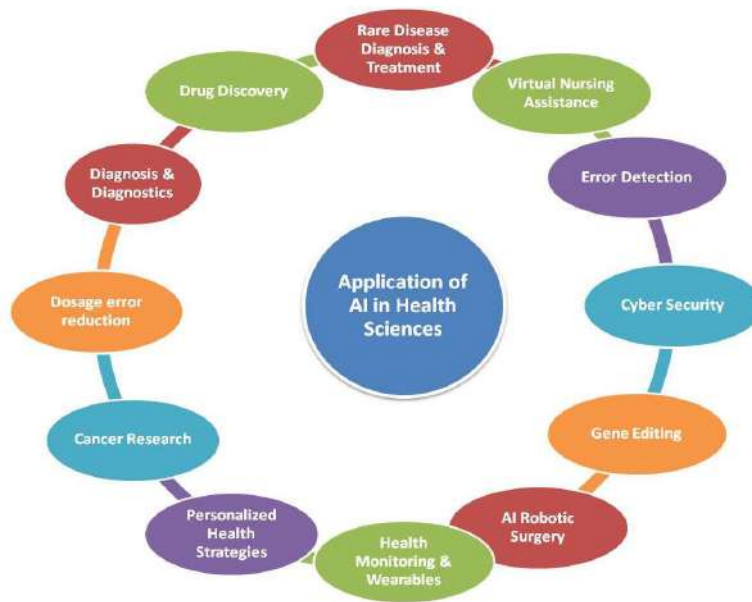 Rare Disease
Diagnosis &
Treatment
Virtual Nursing
Assistance
Error Detection
Cyber Security
Gene Editing
AI Robotic
Surgery
Health
Monitoring &
Wearables
Personalized
Health
Strategies
Cancer Research
Dosage error
reduction
Diagnosis &
Diagnostics
Drug Discovery
Application of
AI in Health
Sciences